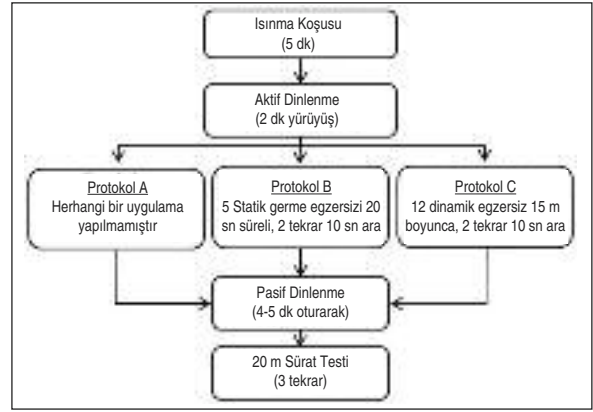 Isınma Koşusu
(5 dk)
Aktif Dinlenme
(2 dk yürüyüş)
Protokol A
Herhangi bir uygulama
yapılmamıştır
Protokol B
5 Statik germe egzersizi 20
sn süreli, 2 tekrar 10 sn ara
Protokol C
12 dinamik egzersiz 15 m
boyunca, 2 tekrar 10 sn ara
Pasif Dinlenme
(4-5 dk oturarak)
20 m Sürat Testi
(3 tekrar)